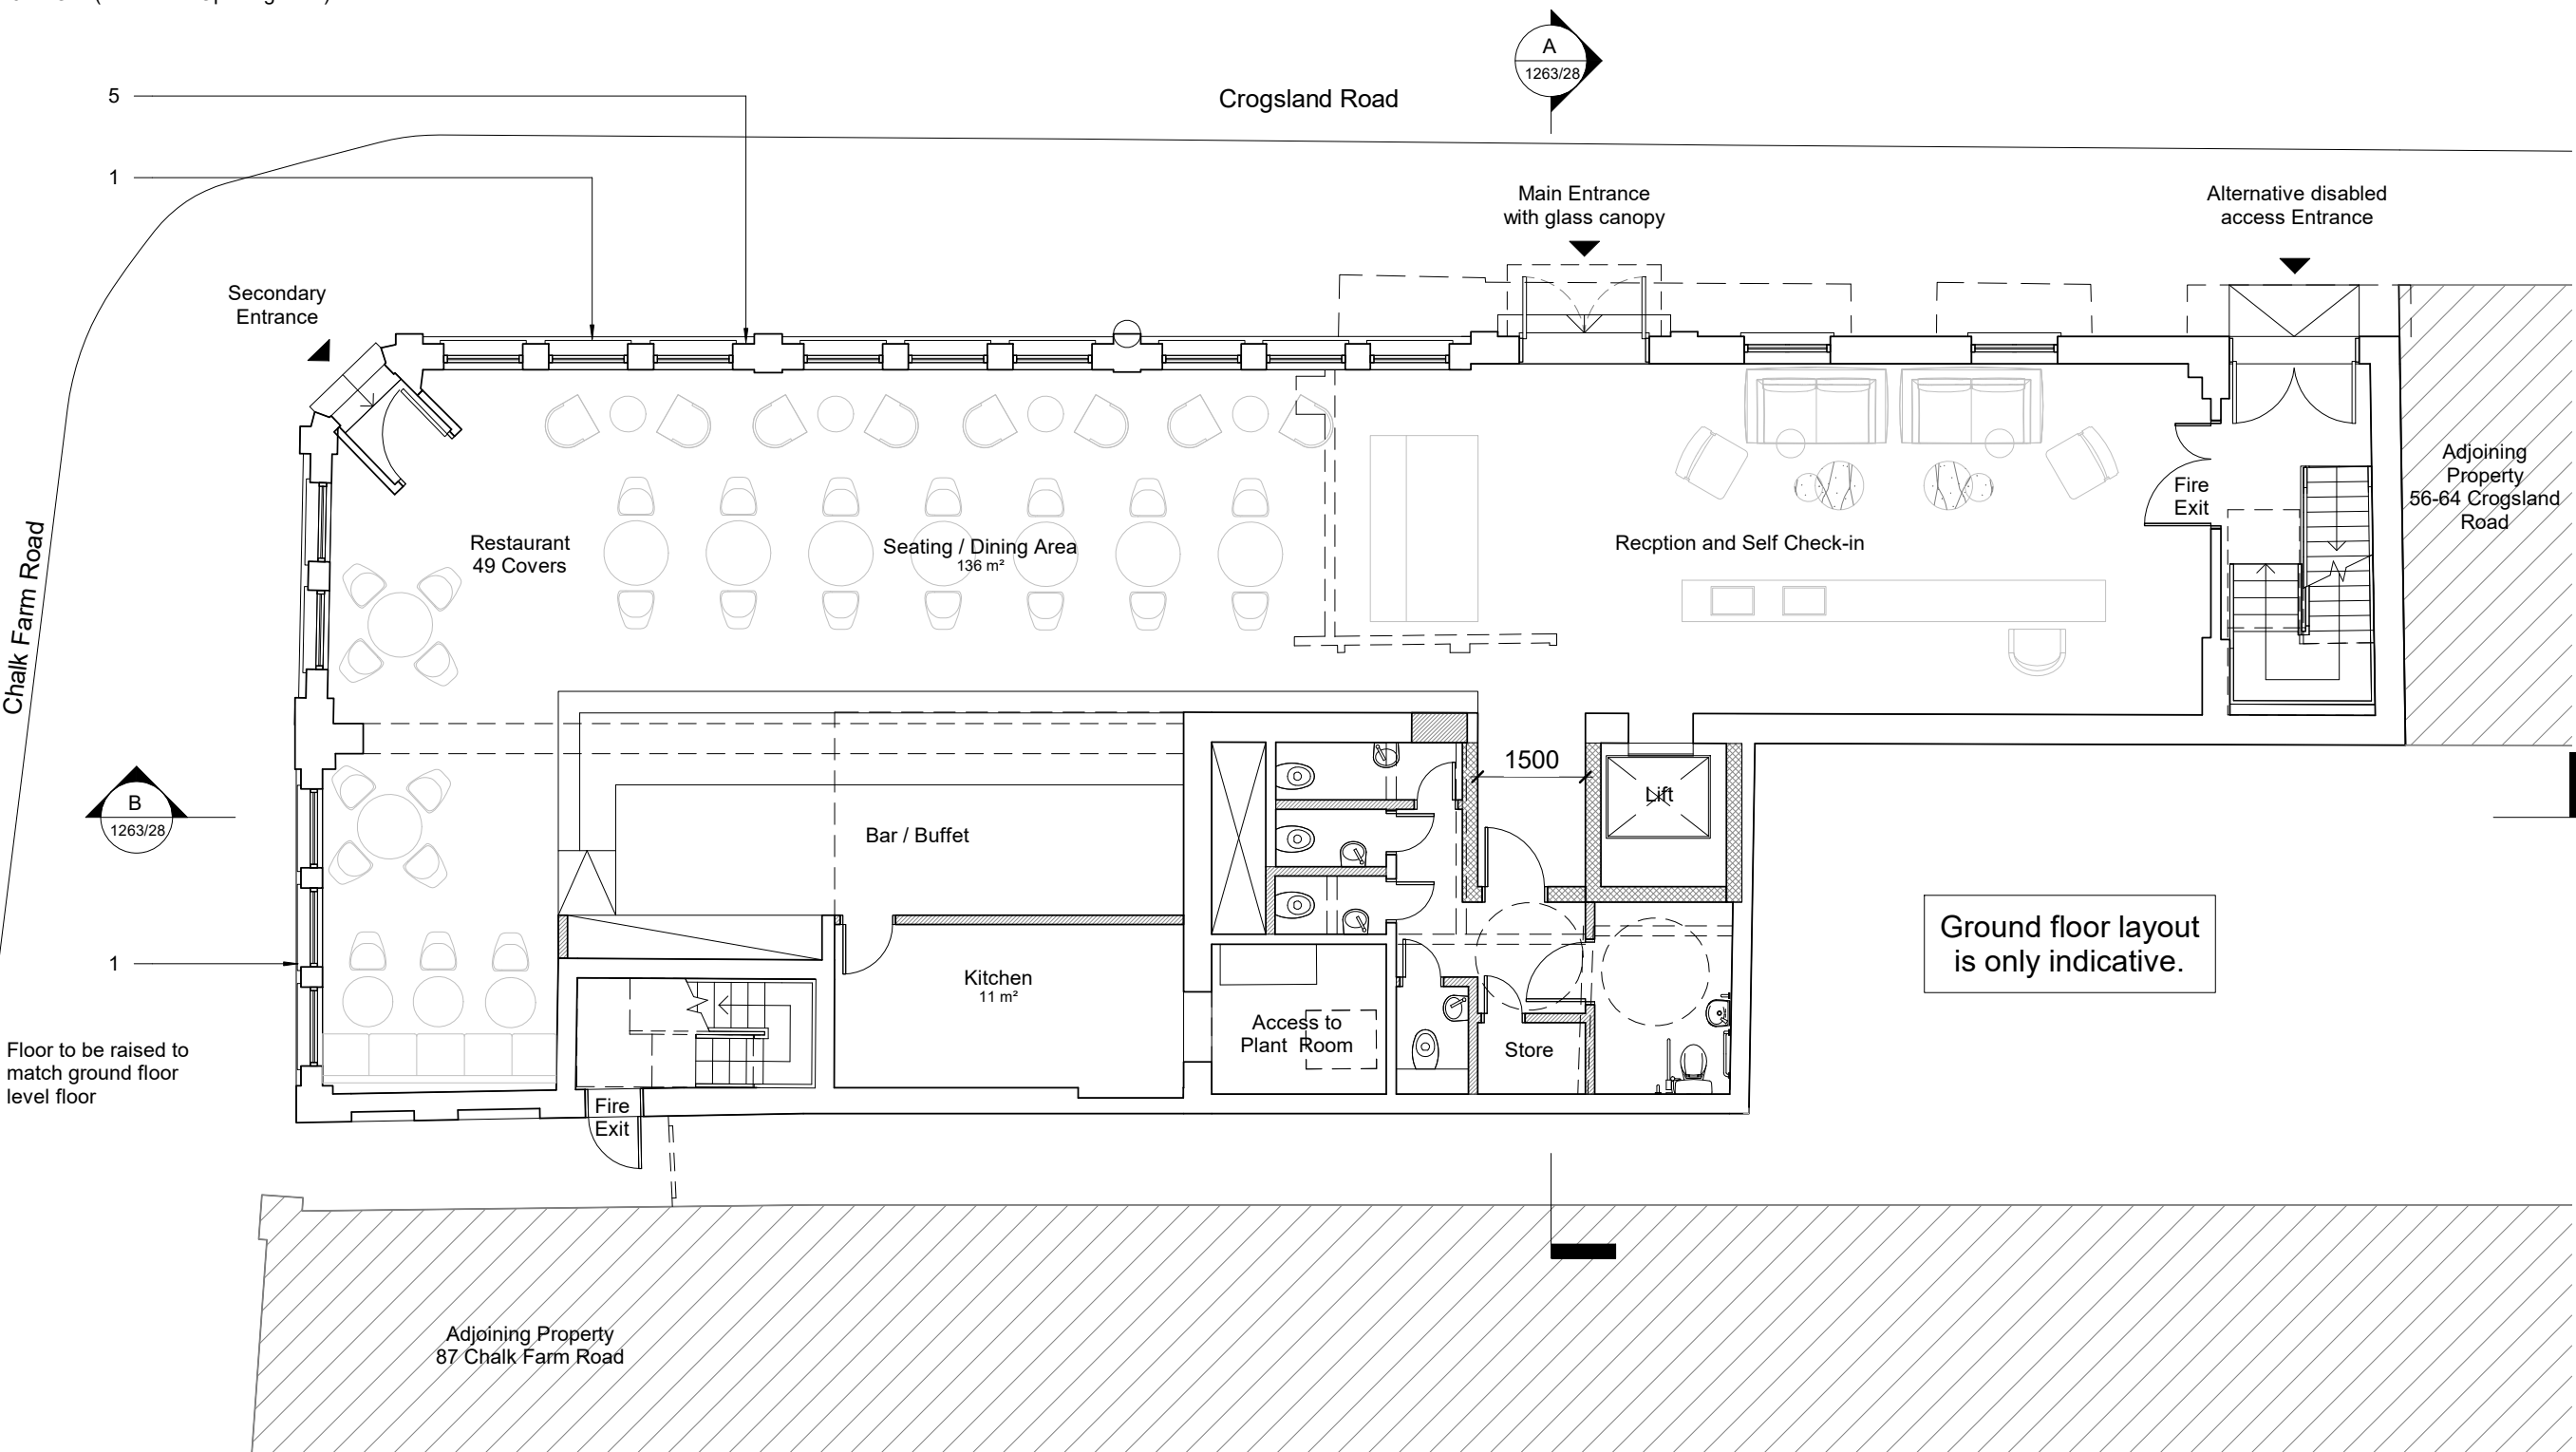 5
A
1263/28
Crogsland Road
1
Main Entrance
with glass canopy
Alternative disabled
access Entrance
Secondary
Entrance
Adjoining
Property
56-64 Crogsland
Road
Fire
Exit
Chalk Farm Road
Restaurant
49 Covers
Seating / Dining Area
136 m²
Recption and Self Check-in
1500
B
1263/28
Lift
Bar / Buffet
Ground floor layout
is only indicative.
1
Kitchen
11 m²
Access to
Plant Room
Store
Floor to be raised to
match ground floor
level floor
Fire
Exit
Adjoining Property
87 Chalk Farm Road